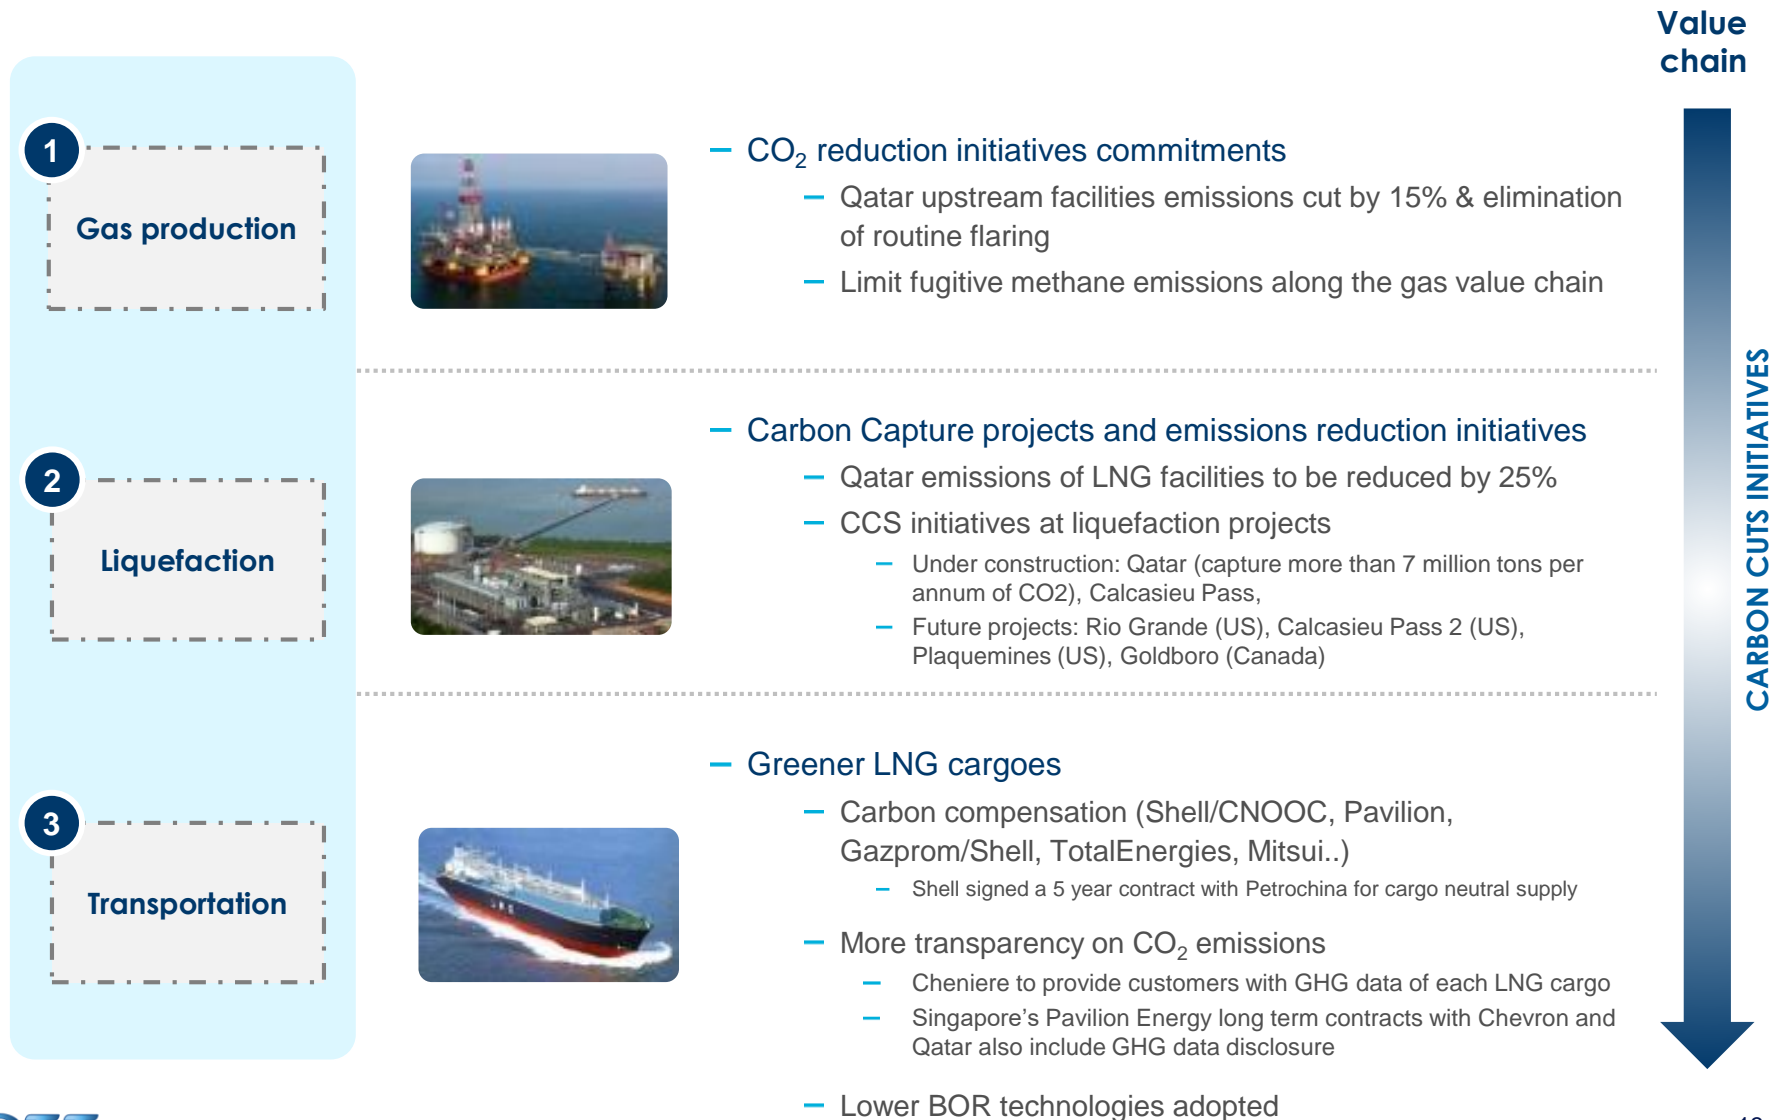 Value
chain
1
Gas production
– CO₂ reduction initiatives commitments
– Qatar upstream facilities emissions cut by 15% & elimination
of routine flaring
– Limit fugitive methane emissions along the gas value chain
2
Liquefaction
– Carbon Capture projects and emissions reduction initiatives
– Qatar emissions of LNG facilities to be reduced by 25%
– CCS initiatives at liquefaction projects
– Under construction: Qatar (capture more than 7 million tons per
annum of CO2), Calcasieu Pass,
– Future projects: Rio Grande (US), Calcasieu Pass 2 (US),
Plaquemines (US), Goldboro (Canada)
3
Transportation
– Greener LNG cargoes
– Carbon compensation (Shell/CNOOC, Pavilion,
Gazprom/Shell, TotalEnergies, Mitsui..)
– Shell signed a 5 year contract with Petrochina for cargo neutral supply
– More transparency on CO₂ emissions
– Cheniere to provide customers with GHG data of each LNG cargo
– Singapore's Pavilion Energy long term contracts with Chevron and
Qatar also include GHG data disclosure
– Lower BOR technologies adopted
CARBON CUTS INITIATIVES